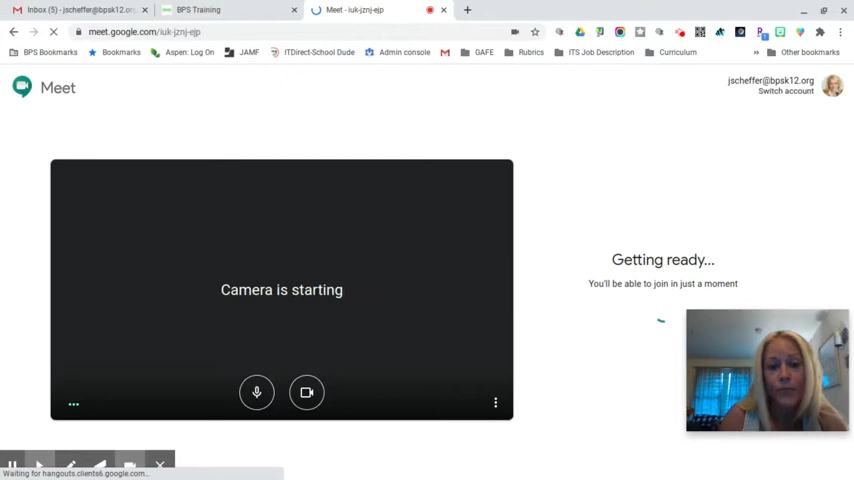 Inbox (5) - jscheffer@bpsk12.or
BPS Training
Meet - iuk-jznj-ejp
meet.google.com/iuk-jznj-ejp
BPS Bookmarks
Bookmarks
Aspen: Log On
JAMF
ITDirect-School Dude
Admin console
GAFE
Rubrics
ITS Job Description
Curriculum
Other bookmarks
Meet
jscheffer@bpsk12.org
Switch account
Camera is starting
Getting ready...
You'll be able to join in just a moment
Waiting for hangouts.clients6.google.com...